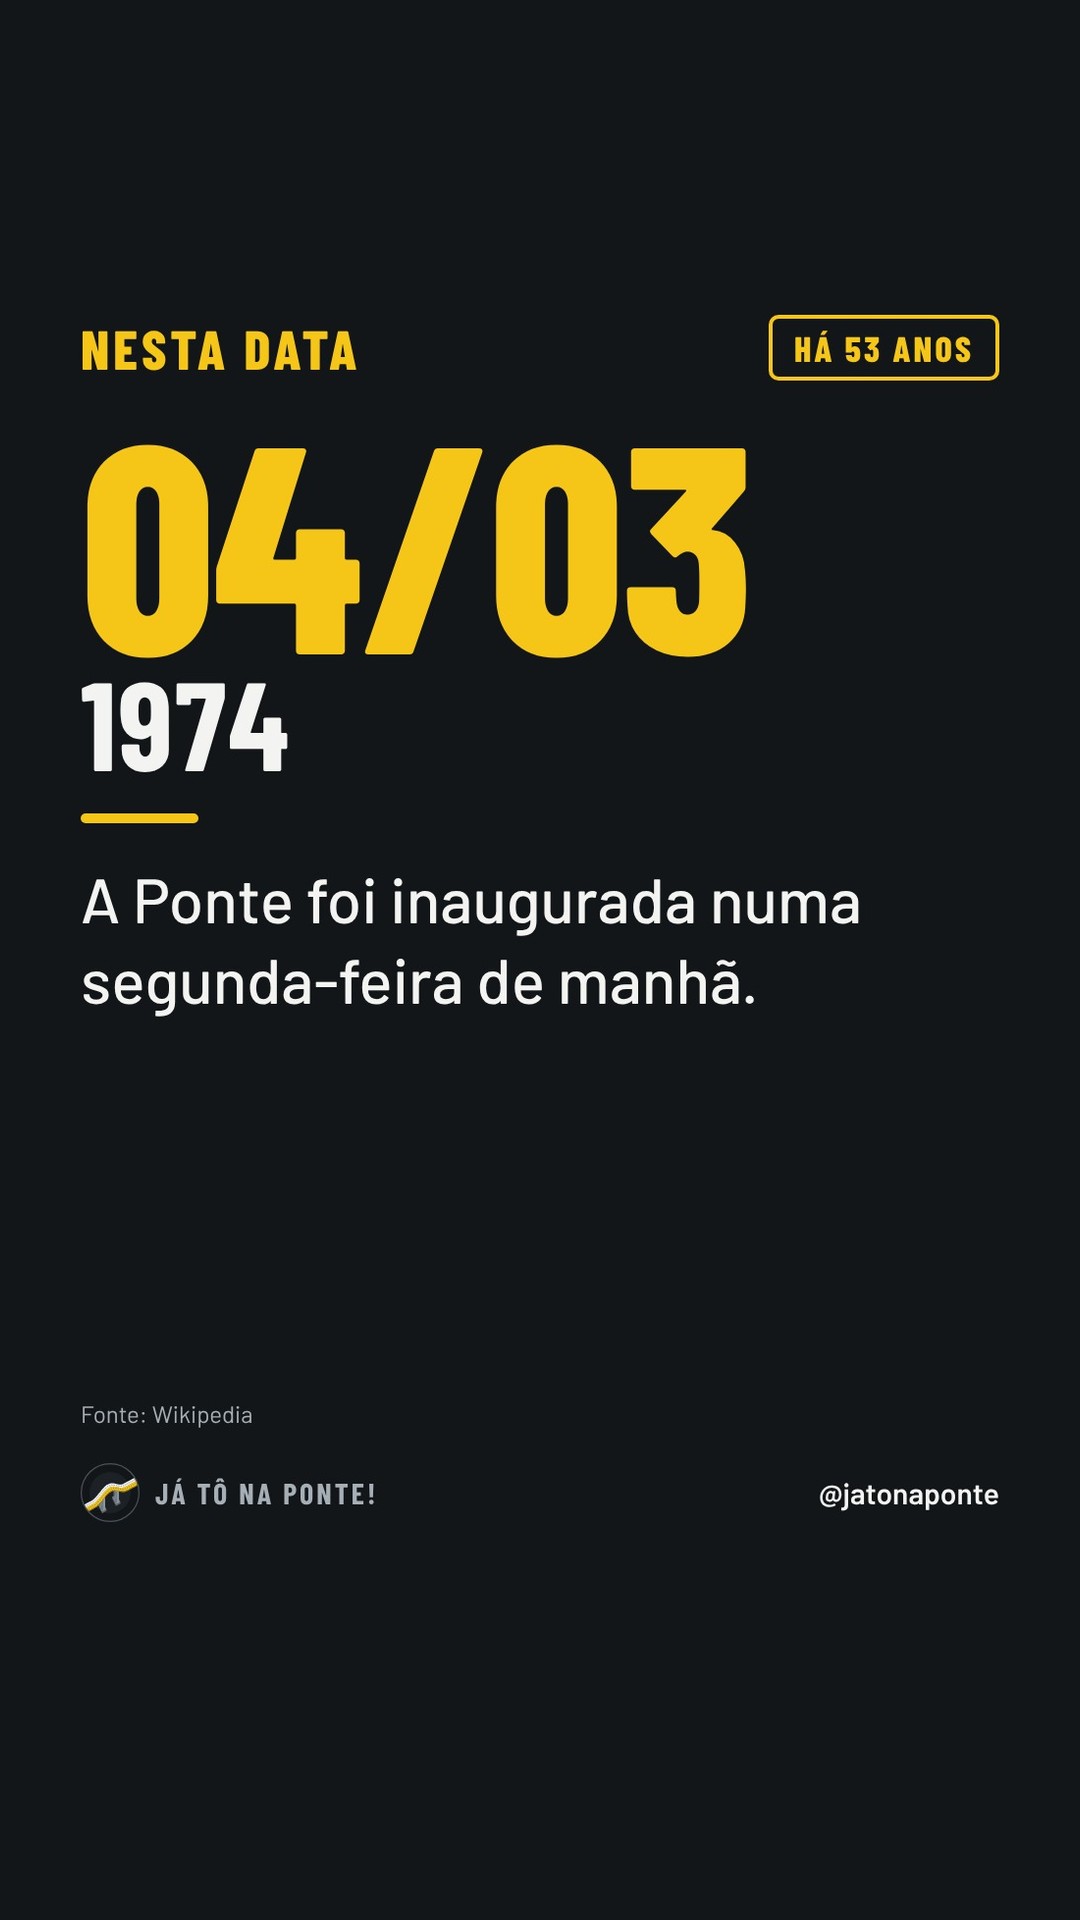 NESTA DATA
HÁ 53 ANOS
04/03
1974
A Ponte foi inaugurada numa
segunda-feira de manhã.
Fonte: Wikipedia
JÁ TÔ NA PONTE!
@jatonaponte